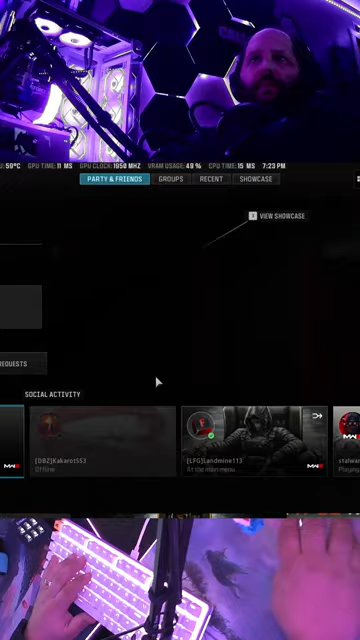 59°C GPU TIME: 11 MS GPU CLOCK: 1950 MHZ VRAM USAGE: 49 % CPU TIME: 15 MS 7:23 PM
PARTY & FRIENDS GROUPS RECENT SHOWCASE
VIEW SHOWCASE
REQUESTS
SOCIAL ACTIVITY
[DBZ]Kakarot553
Offline
[LFG]Landmine113
At the main menu
stalwar
Playing